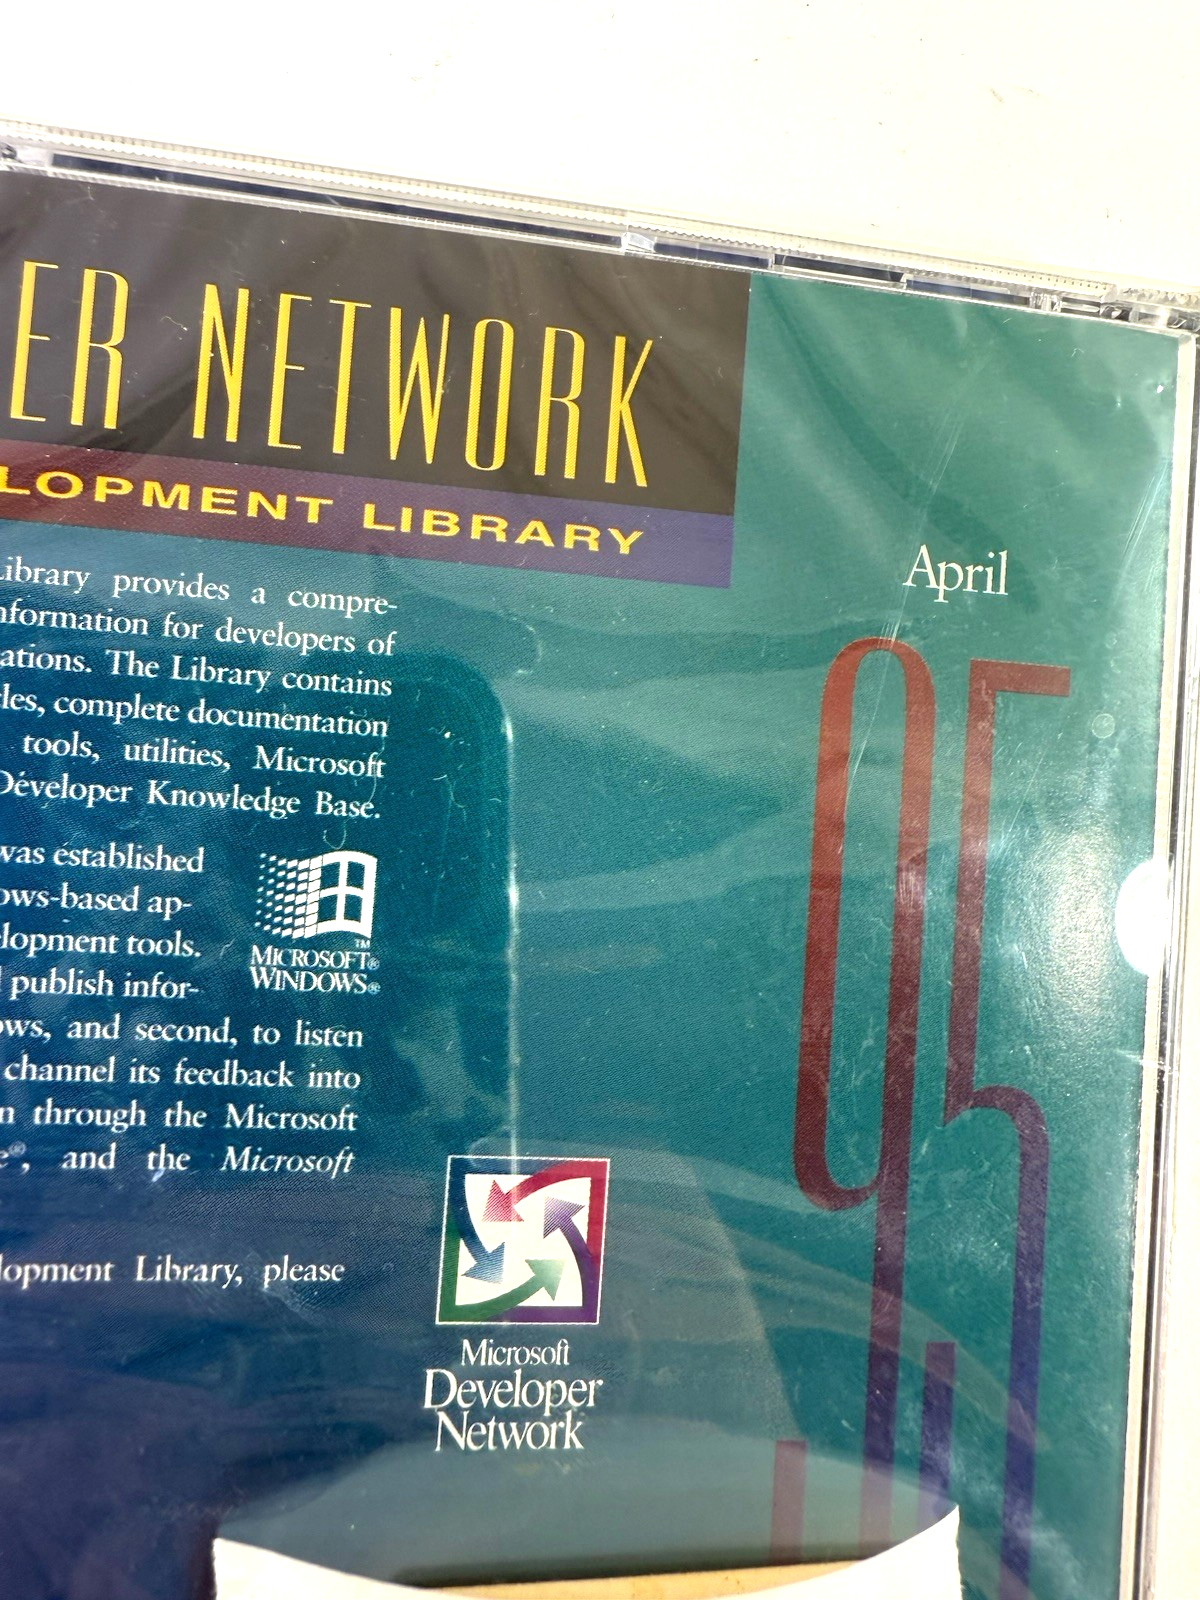 ER NETWORK
LOPMENT LIBRARY
April
95
Library provides a compre-
nformation for developers of
ations. The Library contains
les, complete documentation
tools, utilities, Microsoft
Developer Knowledge Base.
was established
ows-based ap-
lopment tools.
publish infor-
ows, and second, to listen
channel its feedback into
n through the Microsoft
e®, and the Microsoft
lopment Library, please
TM
MICROSOFT®
WINDOWS®
Microsoft
Developer
Network